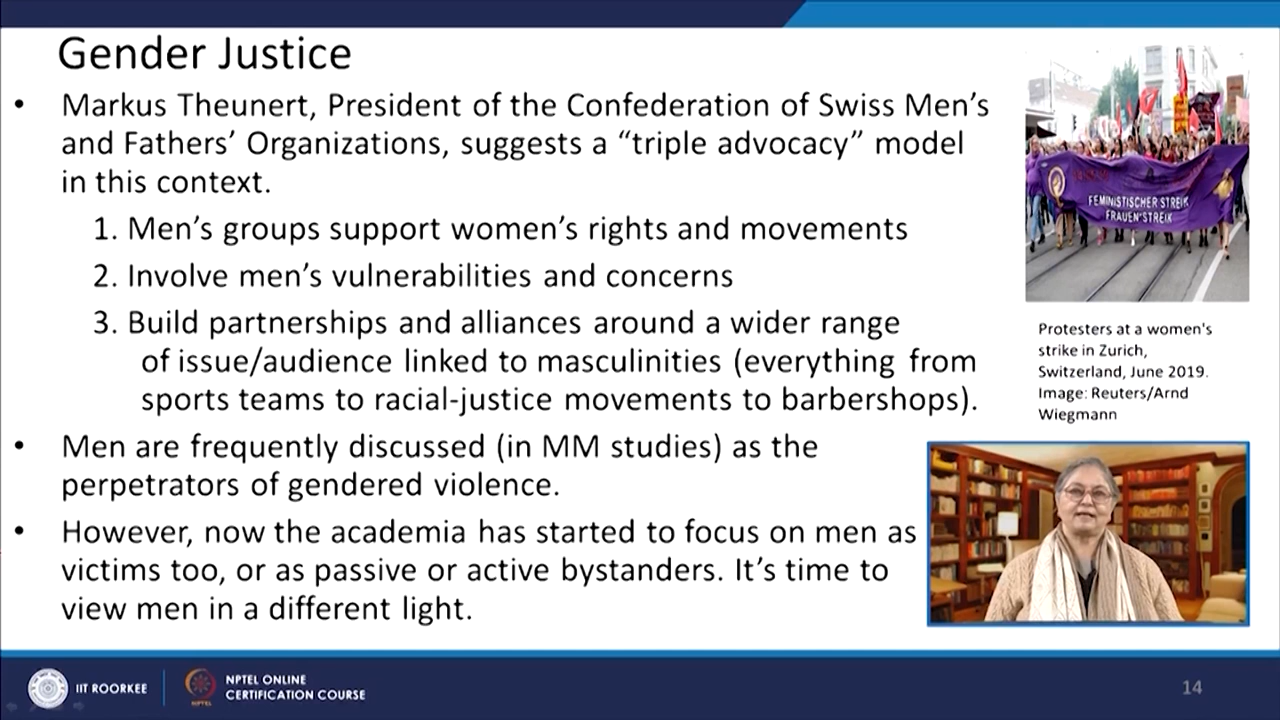 Gender Justice
• Markus Theunert, President of the Confederation of Swiss Men's
and Fathers' Organizations, suggests a “triple advocacy” model
in this context.
1. Men's groups support women's rights and movements
2. Involve men's vulnerabilities and concerns
3. Build partnerships and alliances around a wider range
of issue/audience linked to masculinities (everything from
sports teams to racial-justice movements to barbershops).
• Men are frequently discussed (in MM studies) as the
perpetrators of gendered violence.
• However, now the academia has started to focus on men as
victims too, or as passive or active bystanders. It's time to
view men in a different light.
FEMINISTISCHER STREIK
FRAUEN*STREIK
Protesters at a women's
strike in Zurich,
Switzerland, June 2019.
Image: Reuters/Arnd
Wiegmann
IIT ROORKEE
NPTEL
NPTEL ONLINE
CERTIFICATION COURSE
14